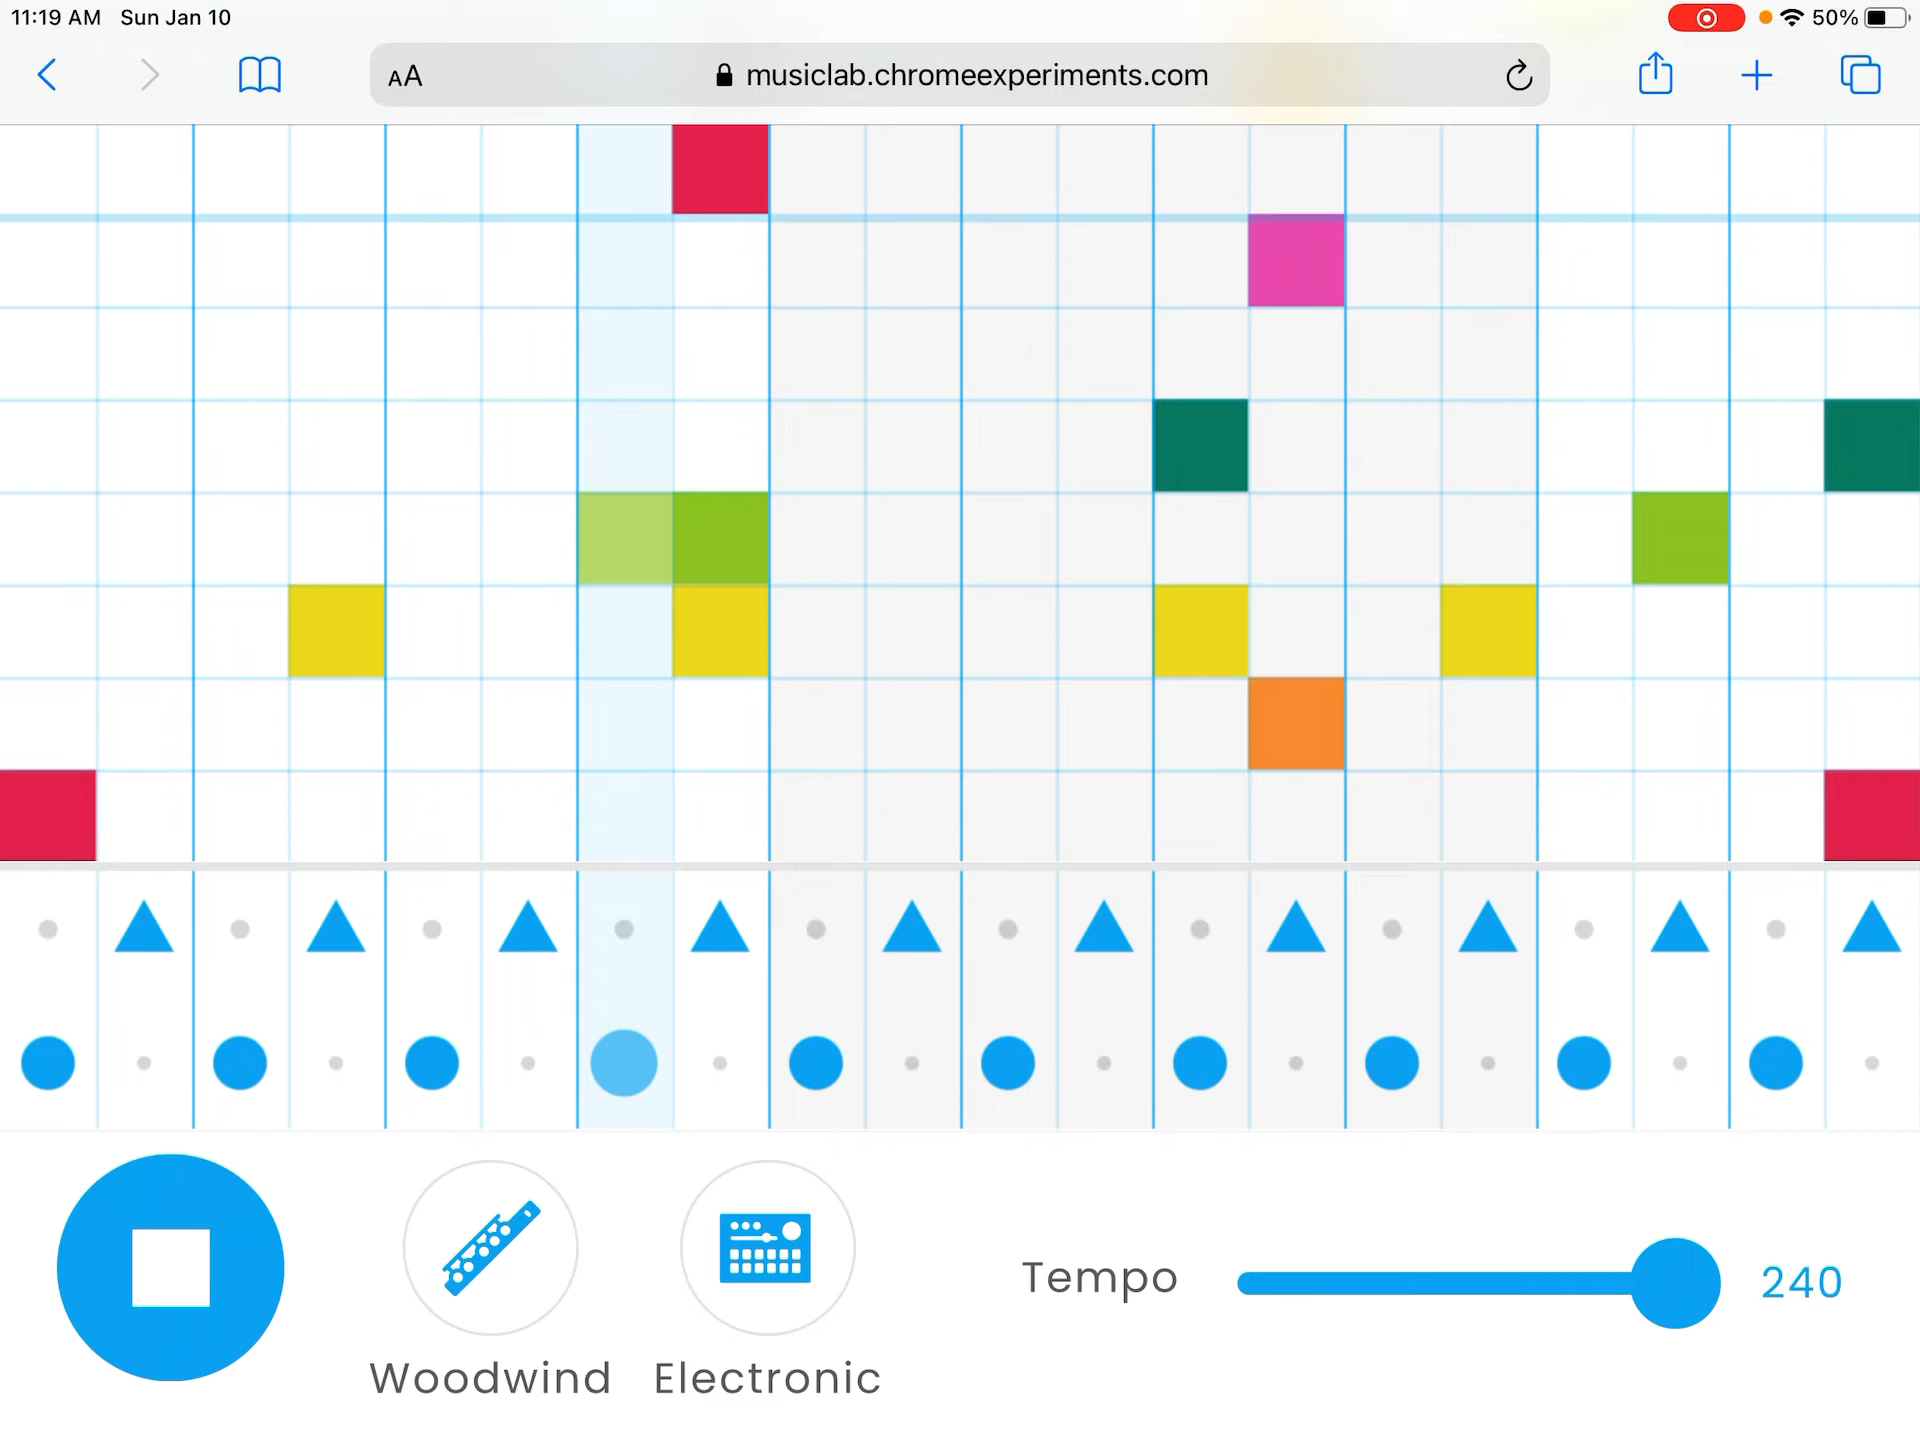 11:19 AM Sun Jan 10
50%
AA
musiclab.chromeexperiments.com
Tempo
240
Woodwind
Electronic